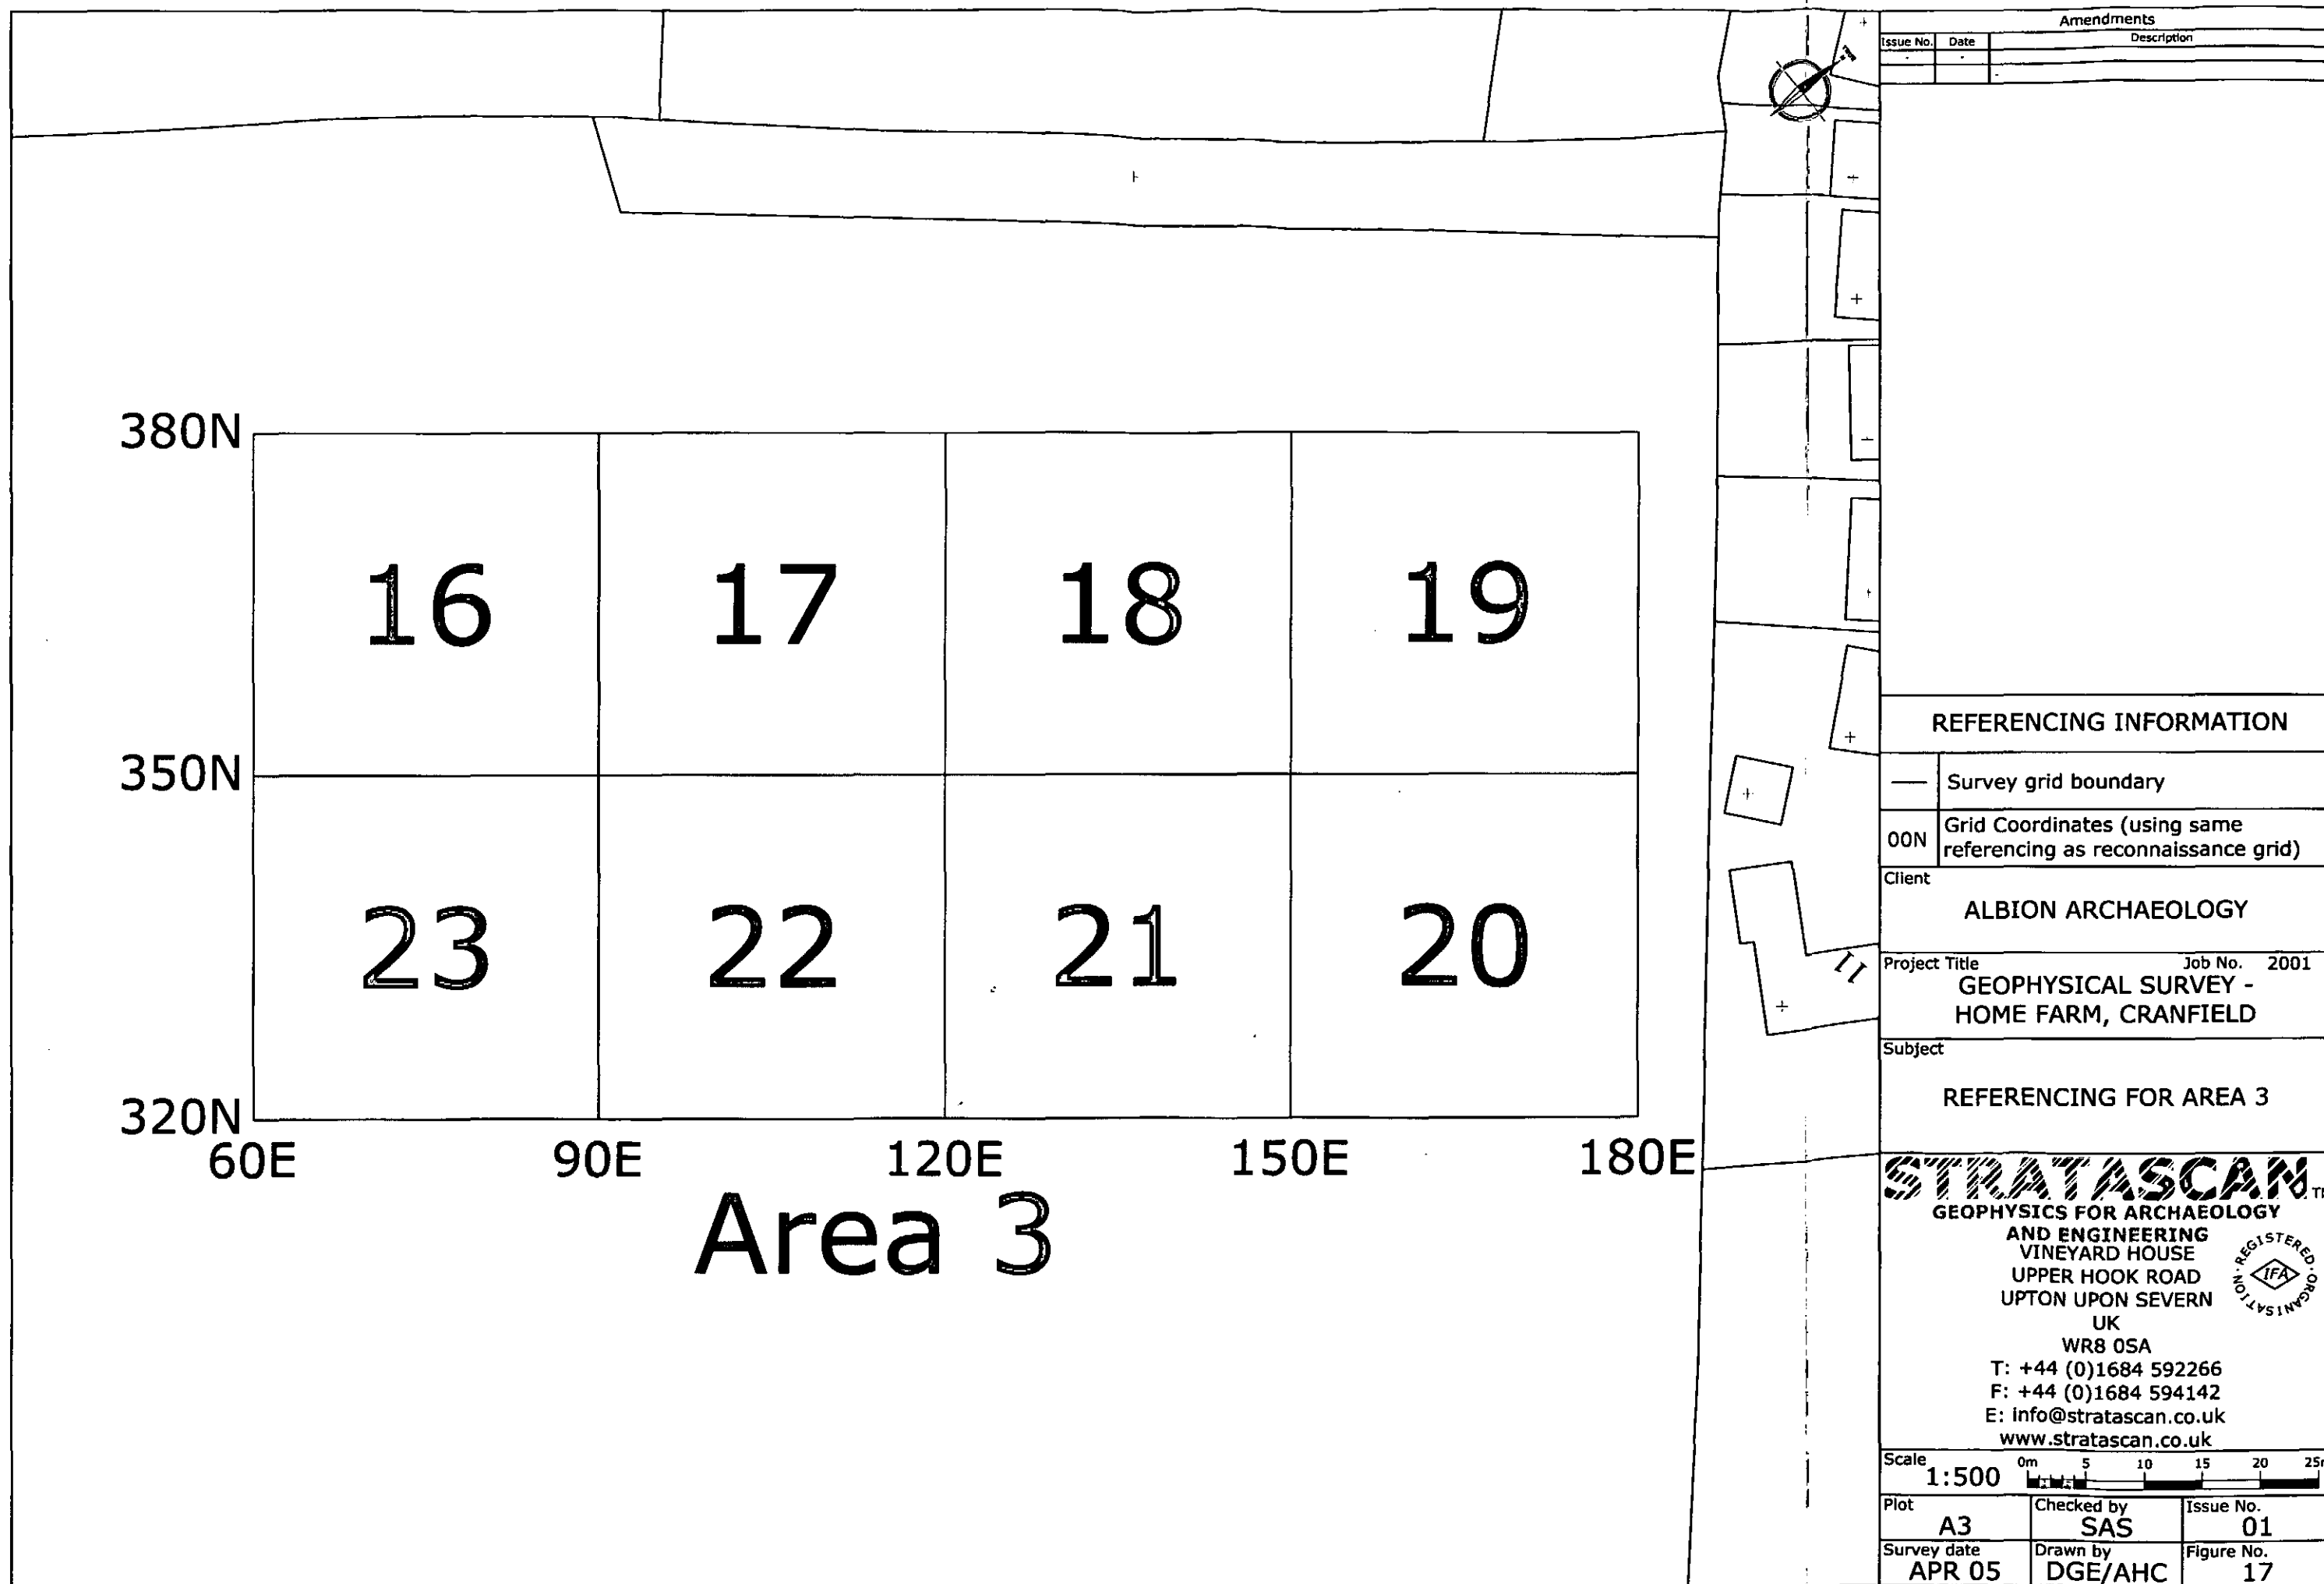 380N
350N
320N
16
17
18
19
23
22
21
20
60E
90E
120E
150E
180E
Area 3
11
Amendments
Issue No.
Date
Description
REFERENCING INFORMATION
Survey grid boundary
00N
Grid Coordinates (using same
referencing as reconnaissance grid)
Client
ALBION ARCHAEOLOGY
Project Title
Job No. 2001
GEOPHYSICAL SURVEY -
HOME FARM, CRANFIELD
Subject
REFERENCING FOR AREA 3
STRATASCAN
GEOPHYSICS FOR ARCHAEOLOGY
AND ENGINEERING
VINEYARD HOUSE
UPPER HOOK ROAD
UPTON UPON SEVERN
UK
WR8 0SA
T: +44 (0)1684 592266
F: +44 (0)1684 594142
E: info@stratascan.co.uk
www.stratascan.co.uk
REGISTERED · ORGANISATION ·
IFA
Scale
1:500
0m 5 10 15 20 25m
Plot
A3
Checked by
SAS
Issue No.
01
Survey date
APR 05
Drawn by
DGE/AHC
Figure No.
17